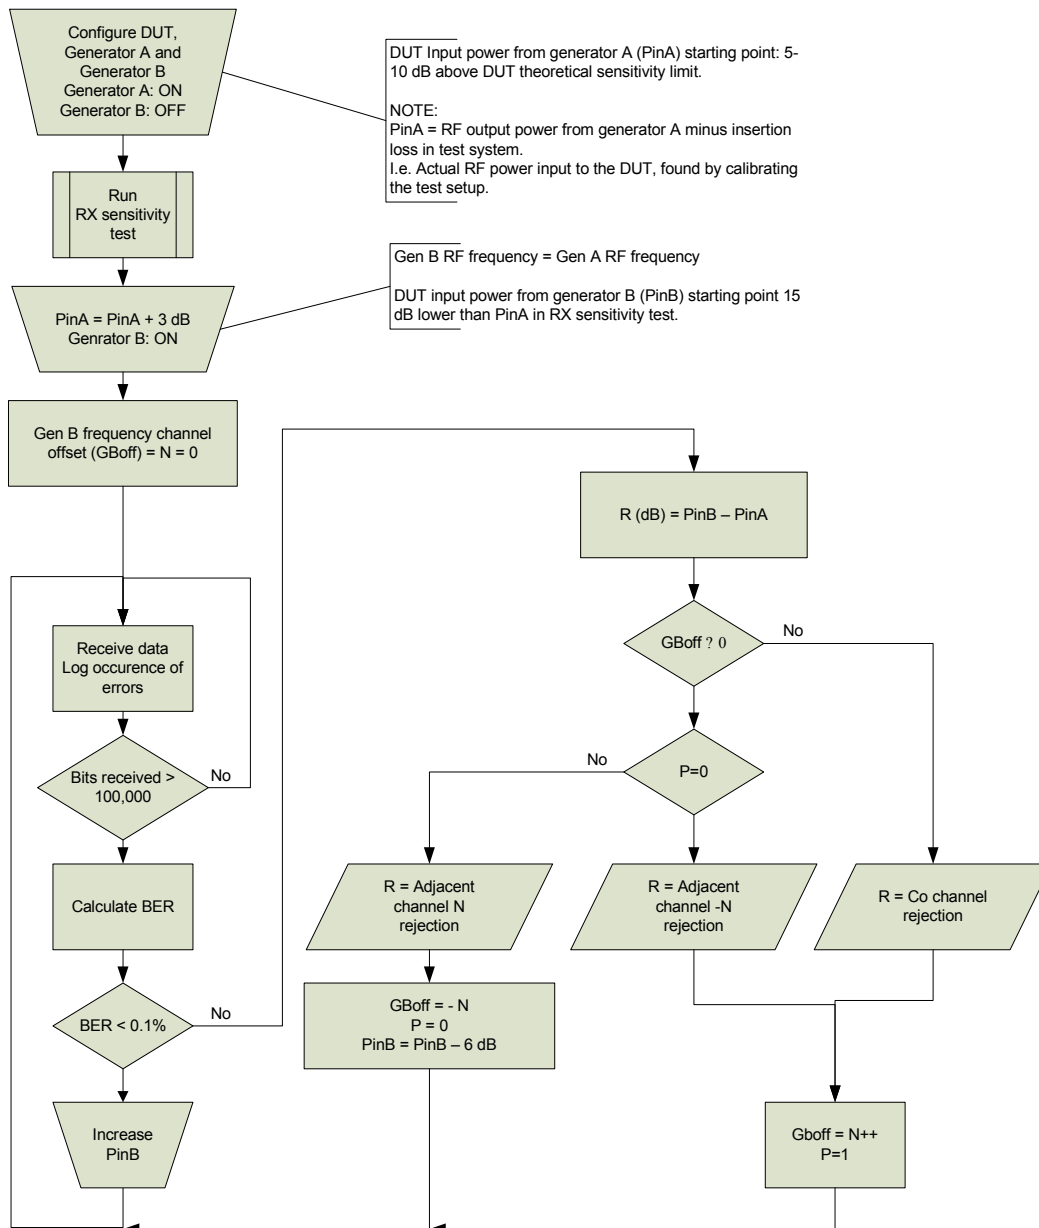 Configure DUT,
Generator A and
Generator B
Generator A: ON
Generator B: OFF
DUT Input power from generator A (PinA) starting point: 5-
10 dB above DUT theoretical sensitivity limit.
NOTE:
PinA = RF output power from generator A minus insertion
loss in test system.
I.e. Actual RF power input to the DUT, found by calibrating
the test setup.
Run
RX sensitivity
test
Gen B RF frequency = Gen A RF frequency
DUT input power from generator B (PinB) starting point 15
dB lower than PinA in RX sensitivity test.
PinA = PinA + 3 dB
Genrator B: ON
Gen B frequency channel
offset (GBoff) = N = 0
R (dB) = PinB – PinA
GBoff ? 0
No
Receive data
Log occurence of
errors
Bits received >
100,000
No
P=0
No
Calculate BER
R = Adjacent
channel N
rejection
R = Adjacent
channel -N
rejection
R = Co channel
rejection
BER < 0.1%
No
GBoff = - N
P = 0
PinB = PinB – 6 dB
Increase
PinB
Gboff = N++
P=1